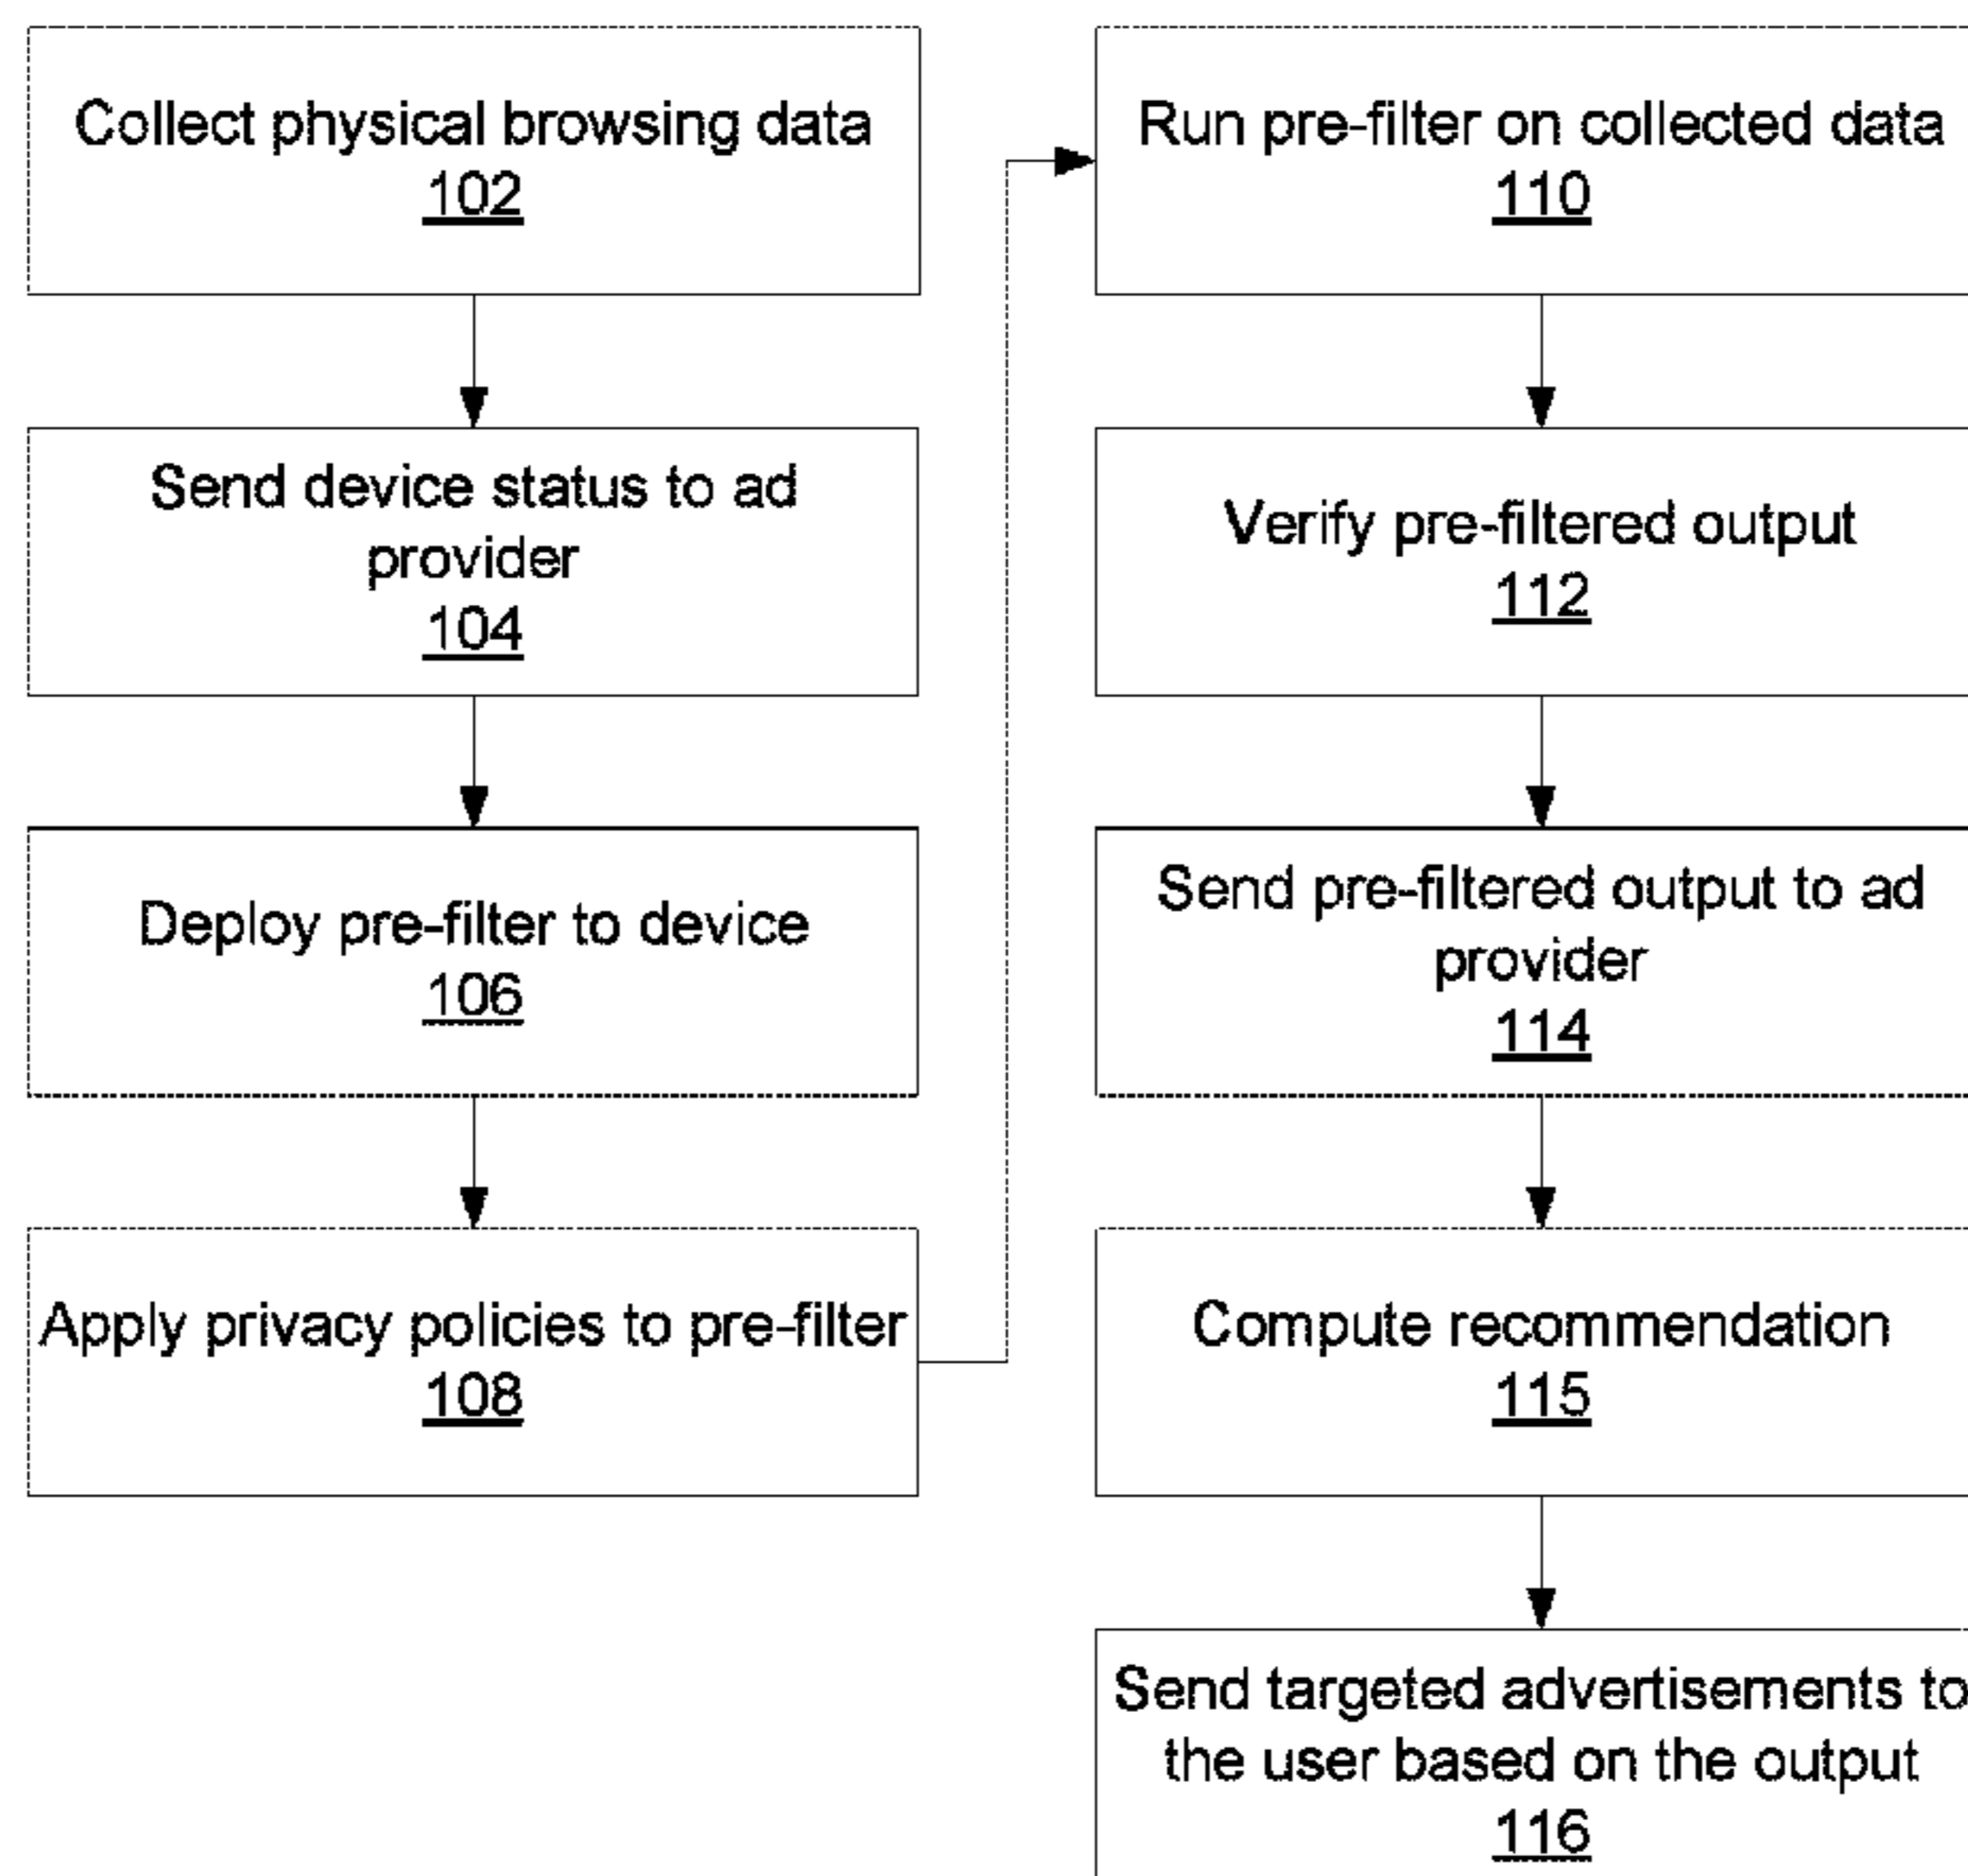 Collect physical browsing data
102
Send device status to ad
provider
104
Deploy pre-filter to device
106
Apply privacy policies to pre-filter
108
Run pre-filter on collected data
110
Verify pre-filtered output
112
Send pre-filtered output to ad
provider
114
Compute recommendation
115
Send targeted advertisements to
the user based on the output
116